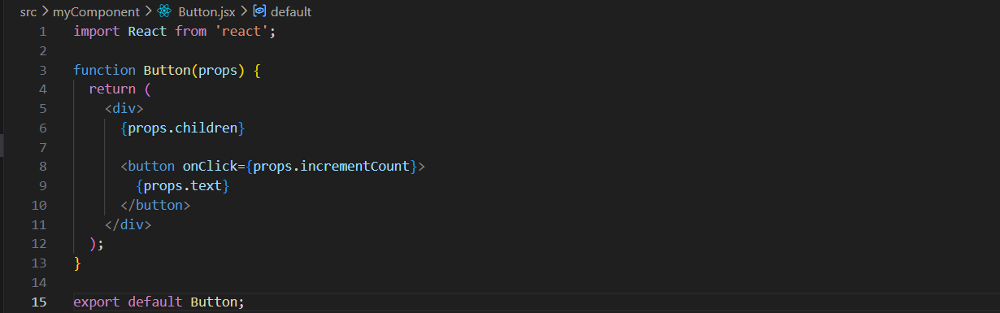 src > myComponent > Button.jsx > default
1 import React from 'react';
2
3 function Button(props) {
4   return (
5     <div>
6       {props.children}
7
8       <button onClick={props.incrementCount}>
9         {props.text}
10       </button>
11     </div>
12   );
13 }
14
15 export default Button;